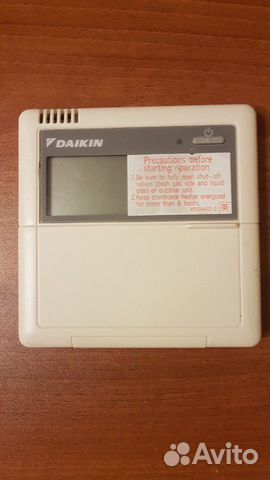 DAIKIN
Precautions before
starting operation
1.Be sure to fully open shut-off
valves (both gas side and liquid
side) of outdoor unit.
2.Keep crankcase heater energized
for more than 6 hours.
Avito